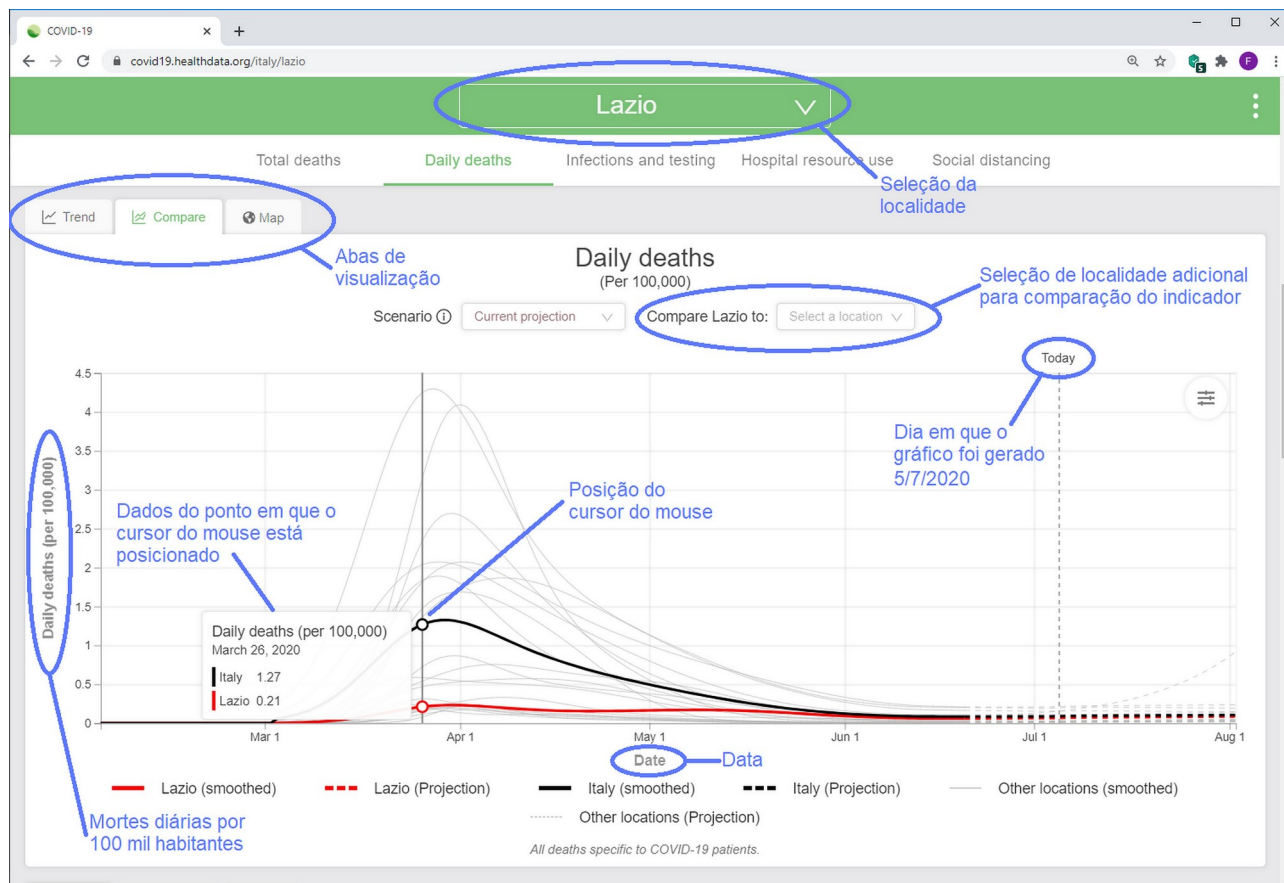 COVID-19
covid19.healthdata.org/italy/lazio
5
F
Lazio
Total deaths
Daily deaths
Infections and testing
Hospital resource use
Social distancing
Seleção da
localidade
Trend
Compare
Map
Abas de
visualização
Daily deaths
(Per 100,000)
Seleção de localidade adicional
para comparação do indicador
Scenario
Current projection
Compare Lazio to:
Select a location
Today
4.5
4
3.5
3
2.5
2
1.5
1
0.5
0
Daily deaths (per 100,000)
Dia em que o
gráfico foi gerado
5/7/2020
Posição do
cursor do mouse
Dados do ponto em que o
cursor do mouse está
posicionado
Daily deaths (per 100,000)
March 26, 2020
Italy 1.27
Lazio 0.21
Mar 1
Apr 1
May 1
Jun 1
Jul 1
Aug 1
Date
Data
Lazio (smoothed)
Lazio (Projection)
Italy (smoothed)
Italy (Projection)
Other locations (smoothed)
Other locations (Projection)
Mortes diárias por
100 mil habitantes
All deaths specific to COVID-19 patients.